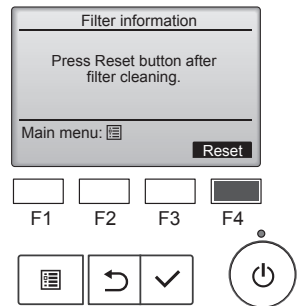 Filter information
Press Reset button after
filter cleaning.
Main menu:
Reset
F1 F2 F3 F4